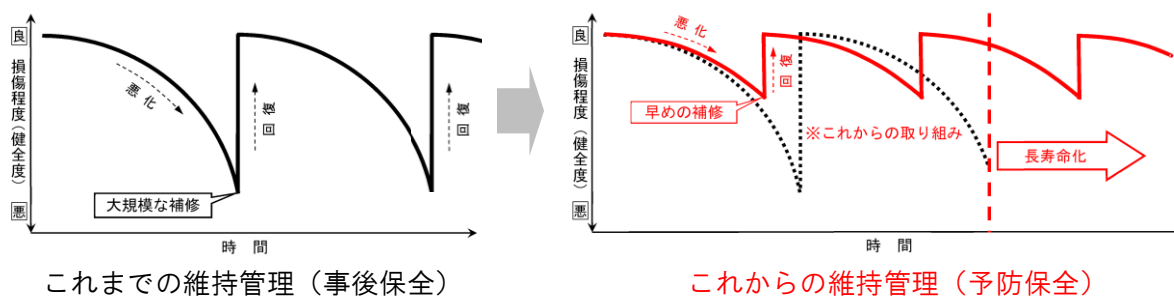 良
損傷程度(健全度)
悪
悪化
回復
回復
大規模な補修
時間
これまでの維持管理（事後保全）
良
損傷程度(健全度)
悪
悪化
回復
早めの補修
※これからの取り組み
長寿命化
時間
これからの維持管理（予防保全）